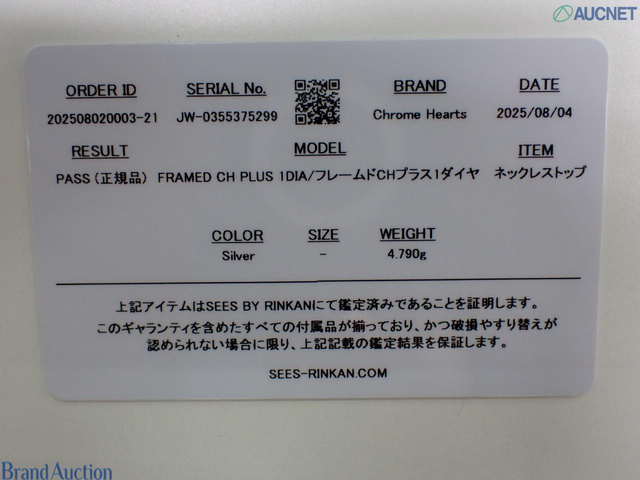 AUCNET
ORDER ID SERIAL No. BRAND DATE
202508020003-21 JW-0355375299 Chrome Hearts 2025/08/04
RESULT MODEL ITEM
PASS (正規品) FRAMED CH PLUS 1DIA/フレームドCHプラス1ダイヤ ネックレストップ
COLOR SIZE WEIGHT
Silver - 4.790g
上記アイテムはSEES BY RINKANにて鑑定済みであることを証明します。
このギャランティを含めたすべての付属品が揃っており、かつ破損やすり替えが
認められない場合に限り、上記記載の鑑定結果を保証します。
SEES-RINKAN.COM
Brand Auction